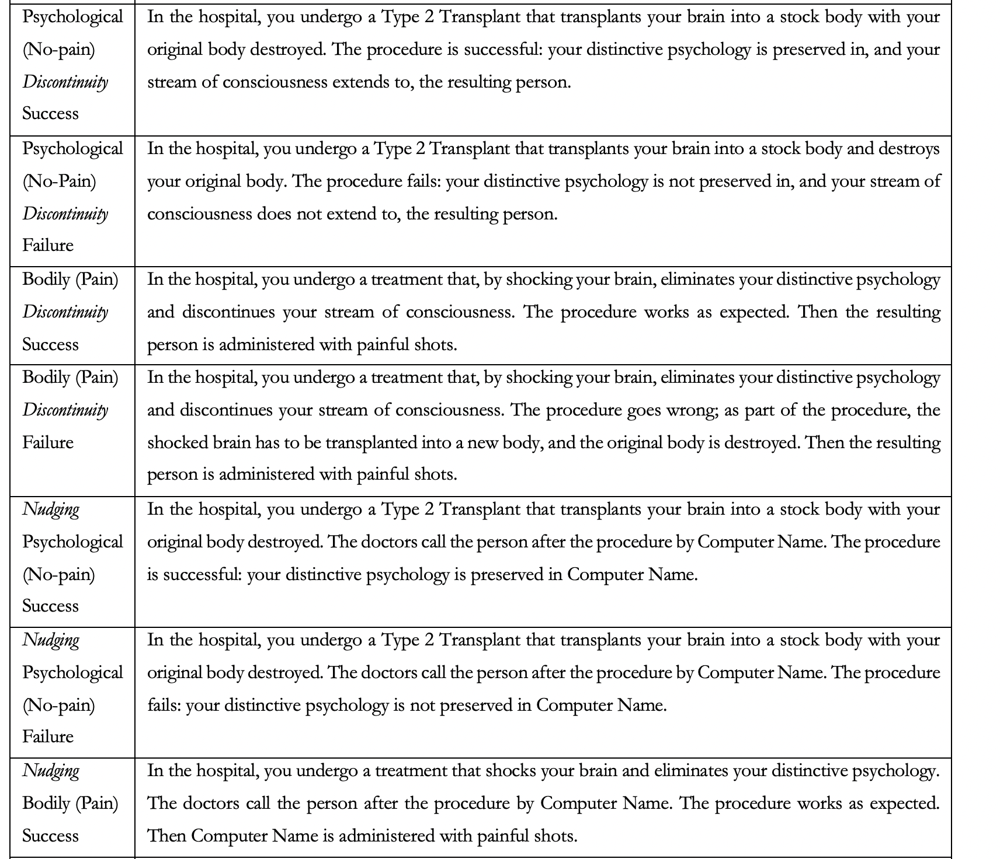 Psychological
(No-pain)
Discontinuity
Success
In the hospital, you undergo a Type 2 Transplant that transplants your brain into a stock body with your
original body destroyed. The procedure is successful: your distinctive psychology is preserved in, and your
stream of consciousness extends to, the resulting person.
Psychological
(No-Pain)
Discontinuity
Failure
In the hospital, you undergo a Type 2 Transplant that transplants your brain into a stock body and destroys
your original body. The procedure fails: your distinctive psychology is not preserved in, and your stream of
consciousness does not extend to, the resulting person.
Bodily (Pain)
Discontinuity
Success
In the hospital, you undergo a treatment that, by shocking your brain, eliminates your distinctive psychology
and discontinues your stream of consciousness. The procedure works as expected. Then the resulting
person is administered with painful shots.
Bodily (Pain)
Discontinuity
Failure
In the hospital, you undergo a treatment that, by shocking your brain, eliminates your distinctive psychology
and discontinues your stream of consciousness. The procedure goes wrong; as part of the procedure, the
shocked brain has to be transplanted into a new body, and the original body is destroyed. Then the resulting
person is administered with painful shots.
Nudging
Psychological
(No-pain)
Success
In the hospital, you undergo a Type 2 Transplant that transplants your brain into a stock body with your
original body destroyed. The doctors call the person after the procedure by Computer Name. The procedure
is successful: your distinctive psychology is preserved in Computer Name.
Nudging
Psychological
(No-pain)
Failure
In the hospital, you undergo a Type 2 Transplant that transplants your brain into a stock body with your
original body destroyed. The doctors call the person after the procedure by Computer Name. The procedure
fails: your distinctive psychology is not preserved in Computer Name.
Nudging
Bodily (Pain)
Success
In the hospital, you undergo a treatment that shocks your brain and eliminates your distinctive psychology.
The doctors call the person after the procedure by Computer Name. The procedure works as expected.
Then Computer Name is administered with painful shots.